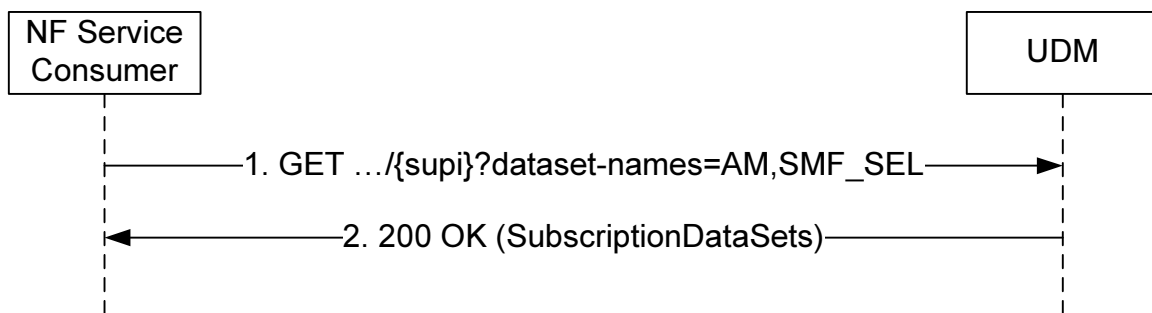 NF Service
Consumer
UDM
1. GET …/{supi}?dataset-names=AM,SMF_SEL
2. 200 OK (SubscriptionDataSets)